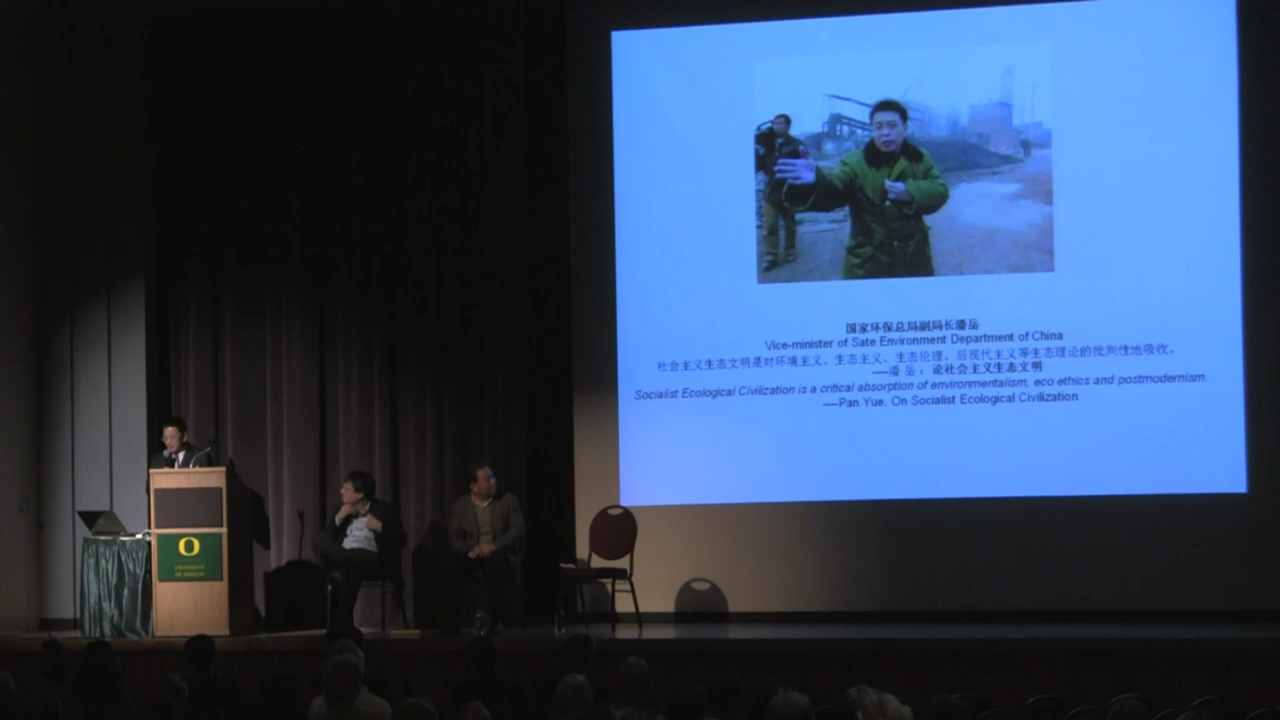 国家环保总局副局长潘岳
Vice-minister of Sate Environment Department of China
社会主义生态文明是对环境主义、生态主义、生态伦理、后现代主义等生态理论的批判性地吸收。
──潘 岳 ： 论社会主义生态文明
Socialist Ecological Civilization is a critical absorption of environmentalism, eco ethics and postmodernism.
──Pan Yue, On Socialist Ecological Civilization
O
UNIVERSITY
OF OREGON